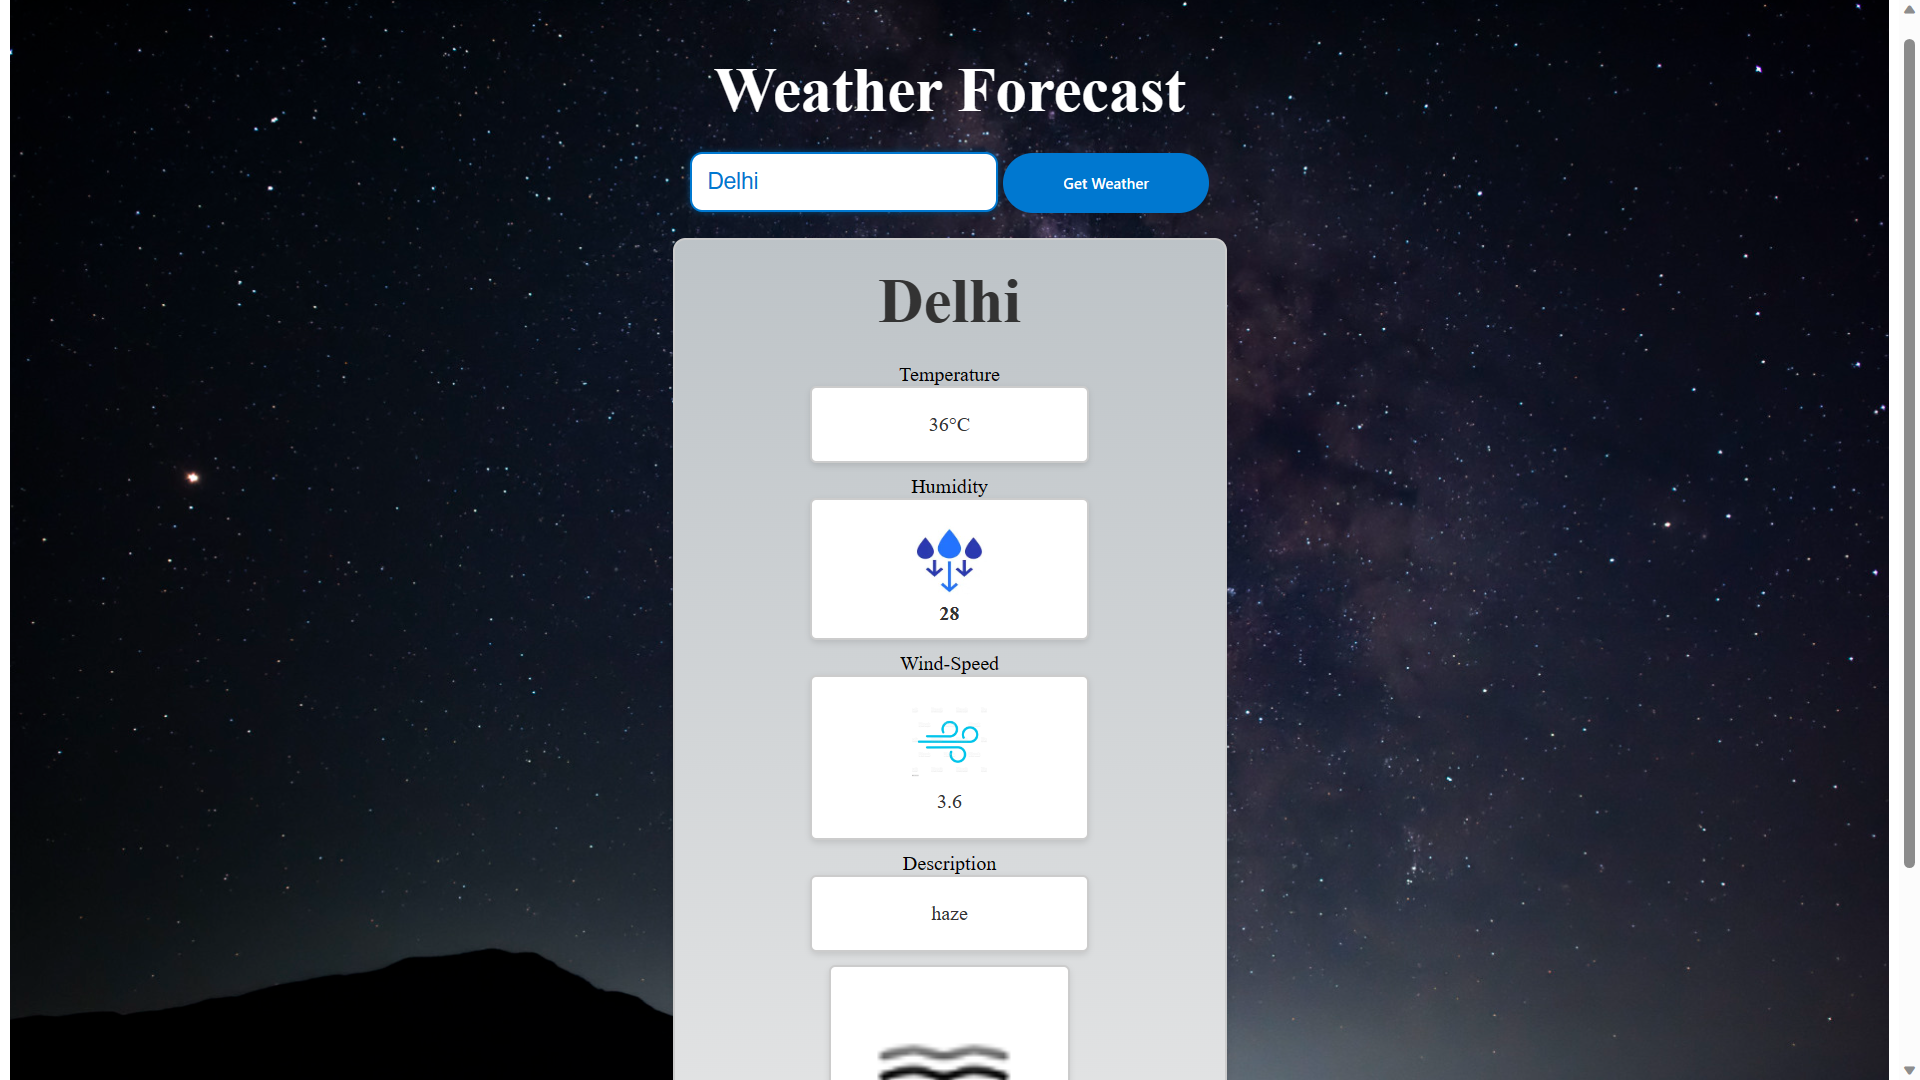 Weather Forecast
Delhi
Get Weather
Delhi
Temperature
36°C
Humidity
28
Wind-Speed
3.6
Description
haze